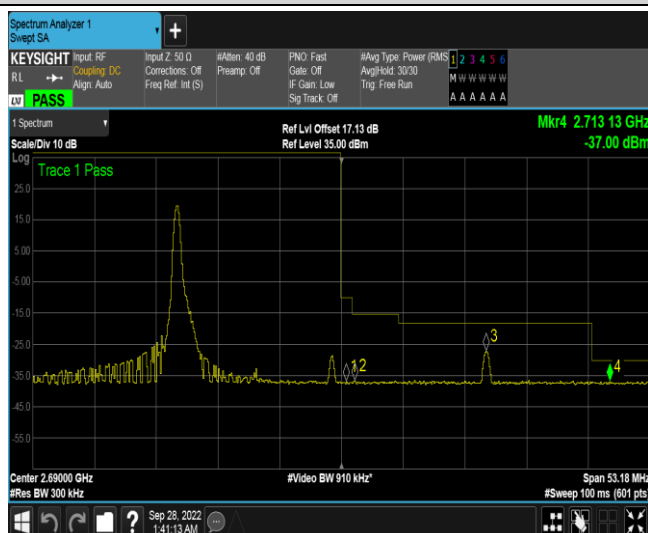 Spectrum Analyzer 1
Swept SA
+
KEYSIGHT
RL
LXI PASS
Input: RF
Coupling: DC
Align: Auto
Input Z: 50 Ω
Corrections: Off
Freq Ref: Int (S)
#Atten: 40 dB
Preamp: Off
PNO: Fast
Gate: Off
IF Gain: Low
Sig Track: Off
#Avg Type: Power (RMS
Avg|Hold: 30/30
Trig: Free Run
1 2 3 4 5 6
M W W W W W
A A A A A A
1 Spectrum
Scale/Div 10 dB
Ref Lvl Offset 17.13 dB
Ref Level 35.00 dBm
Mkr4 2.713 13 GHz
-37.00 dBm
Log
Trace 1 Pass
25.0
15.0
5.00
-5.00
-15.0
-25.0
-35.0
-45.0
-55.0
1 2
3
4
Center 2.69000 GHz
#Res BW 300 kHz
#Video BW 910 kHz*
Span 53.18 MHz
#Sweep 100 ms (601 pts)
?
Sep 28, 2022
1:41:13 AM